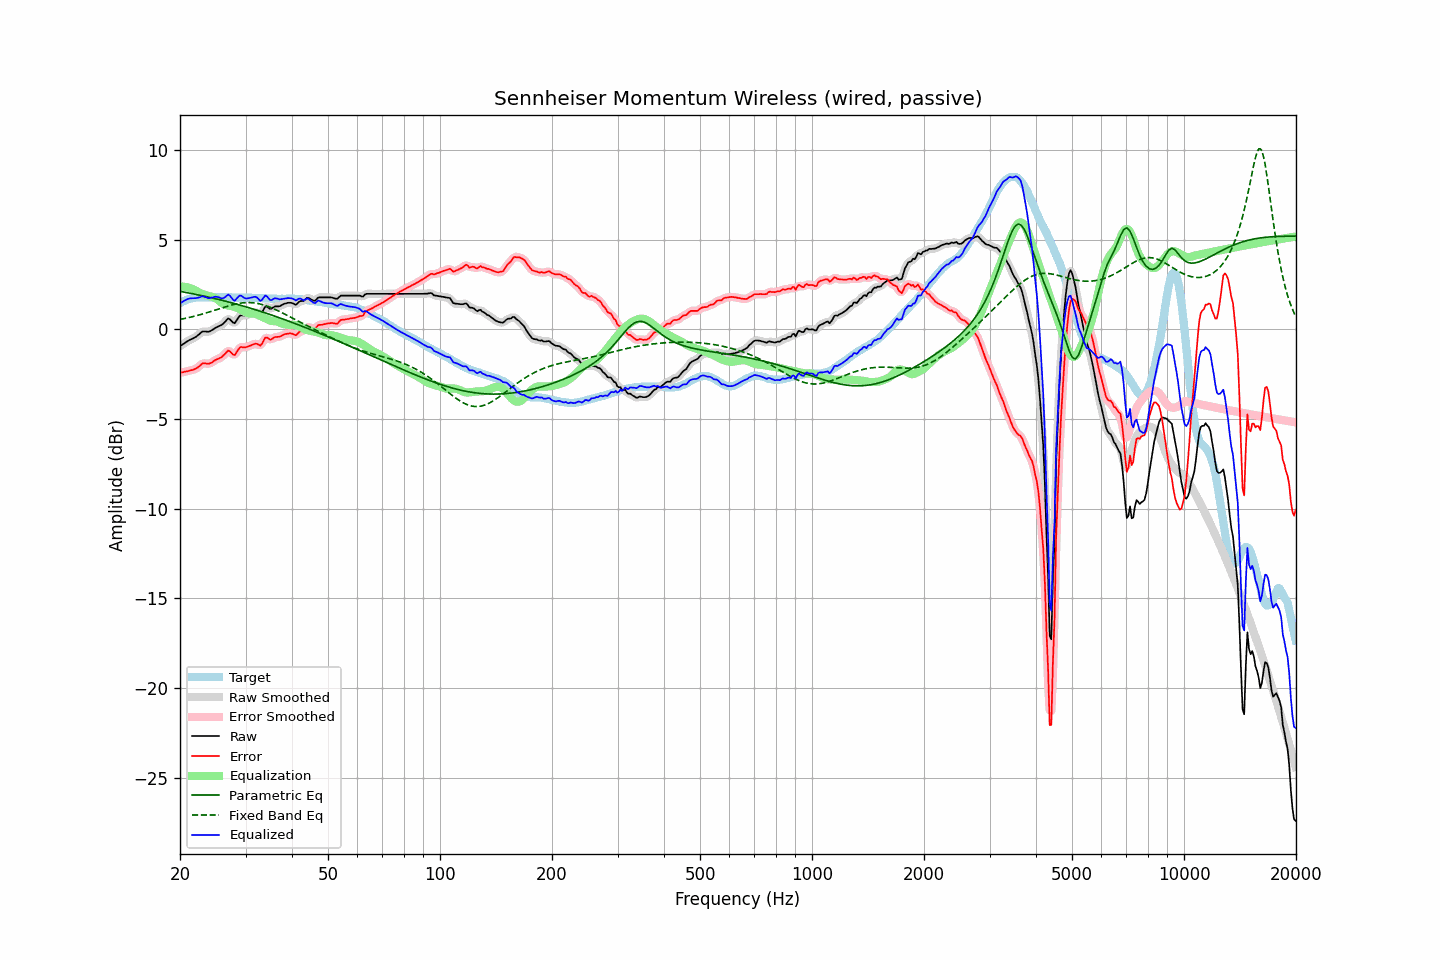 Sennheiser Momentum Wireless (wired, passive)
10
5
0
−5
−10
−15
−20
−25
Amplitude (dBr)
Target
Raw Smoothed
Error Smoothed
Raw
Error
Equalization
Parametric Eq
Fixed Band Eq
Equalized
20 50 100 200 500 1000 2000 5000 10000 20000
Frequency (Hz)